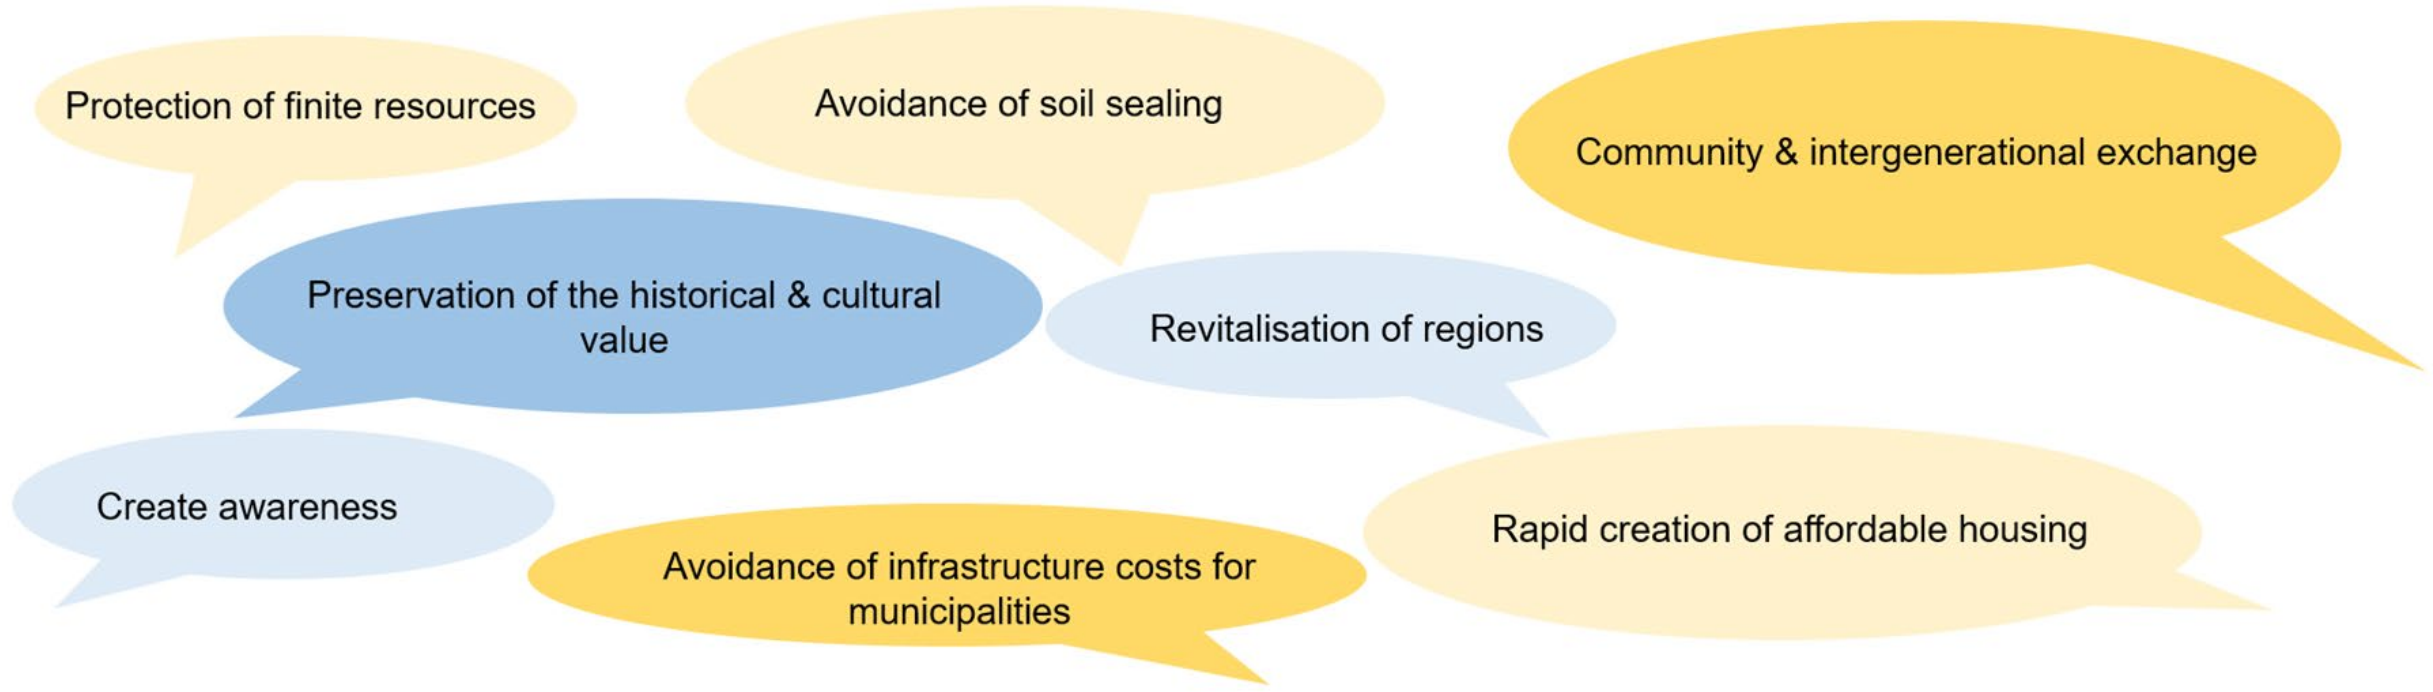 Protection of finite resources
Avoidance of soil sealing
Community & intergenerational exchange
Preservation of the historical & cultural
value
Revitalisation of regions
Create awareness
Avoidance of infrastructure costs for
municipalities
Rapid creation of affordable housing